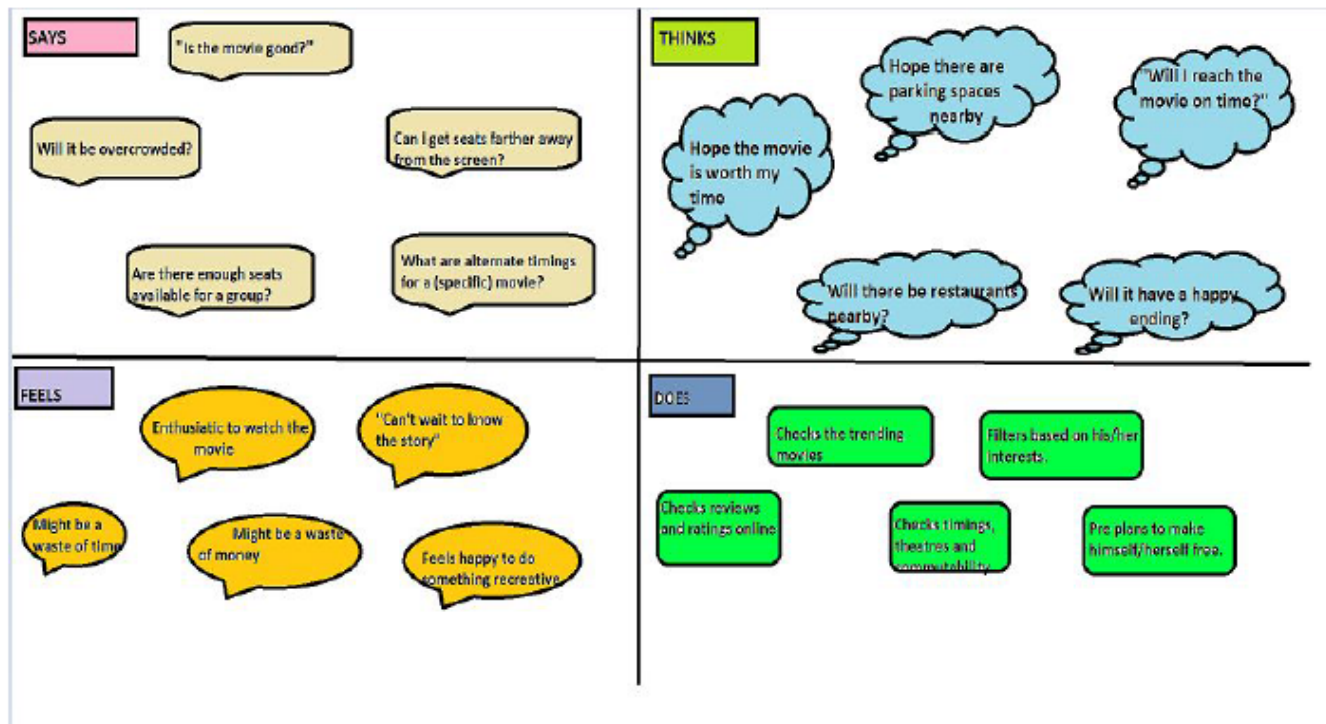 SAYS
"Is the movie good?"
Will it be overcrowded?
Can I get seats farther away
from the screen?
Are there enough seats
available for a group?
What are alternate timings
for a (specific) movie?
THINKS
Hope there are
parking spaces
nearby
"Will I reach the
movie on time?"
Hope the movie
is worth my
time
Will there be restaurants
nearby?
Will it have a happy
ending?
FEELS
Enthusiatic to watch the
movie
"Can't wait to know
the story"
Might be a
waste of time
Might be a waste
of money
Feels happy to do
something recreative
DOES
Checks the trending
movies
Filters based on his/her
interests.
Checks reviews
and ratings online
Checks timings,
theatres and
commutability
Pre plans to make
himself/herself free.